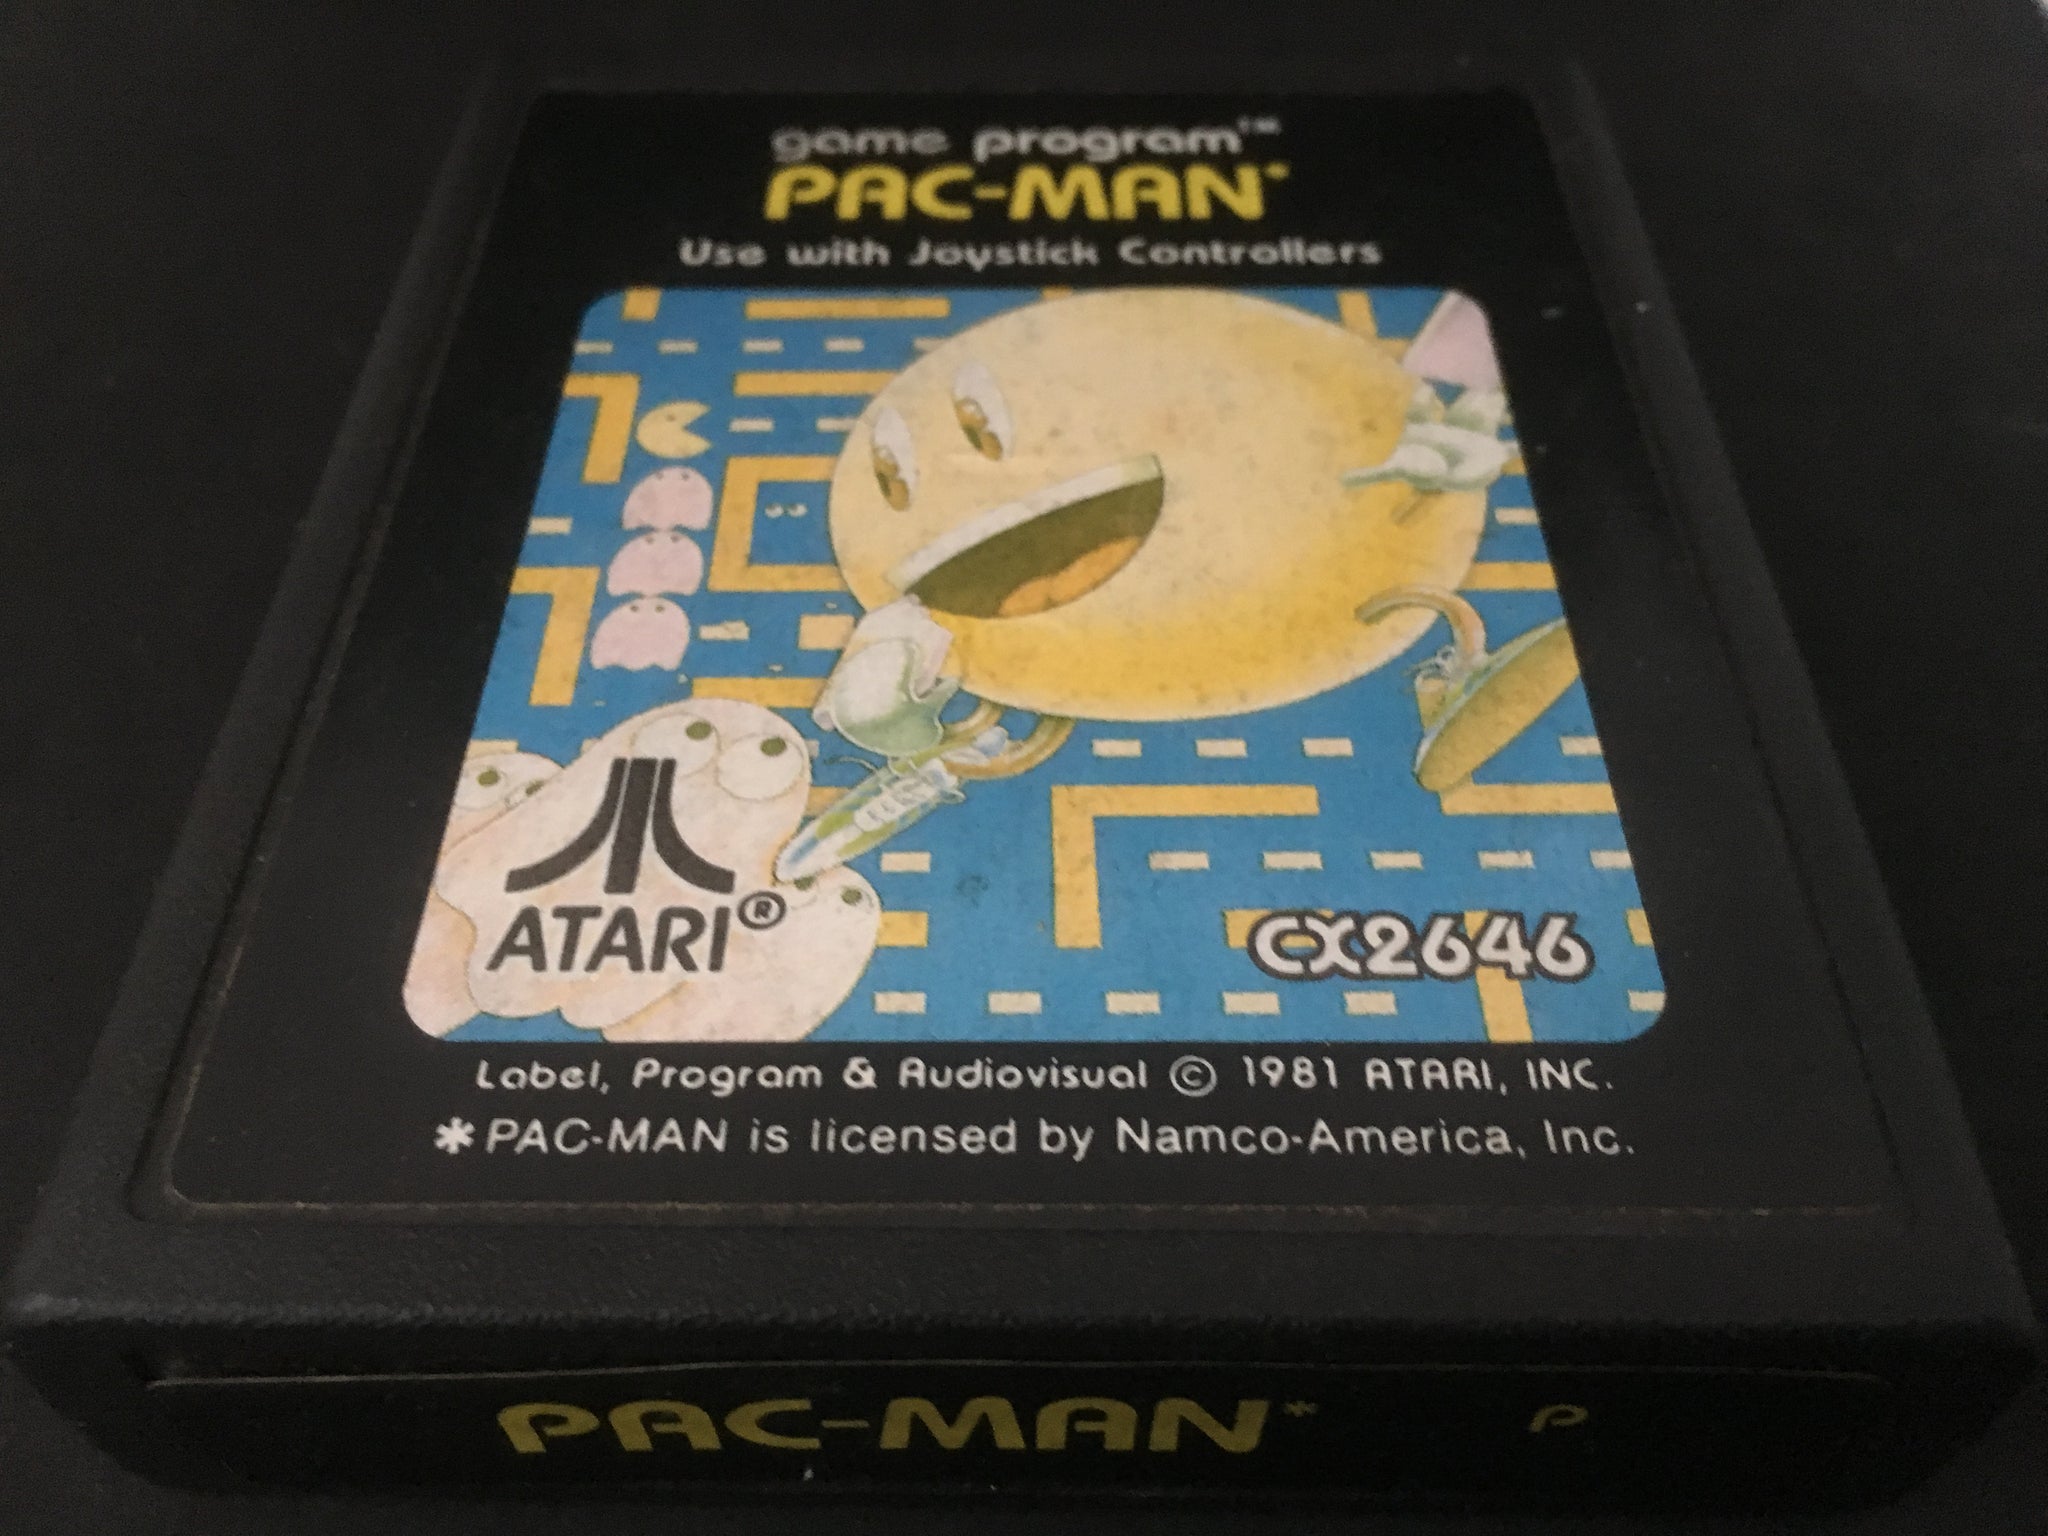 game program™
PAC-MAN*
Use with Joystick Controllers
ATARI®
CX2646
Label, Program & Audiovisual © 1981 ATARI, INC.
*PAC-MAN is licensed by Namco-America, Inc.
PAC-MAN* P